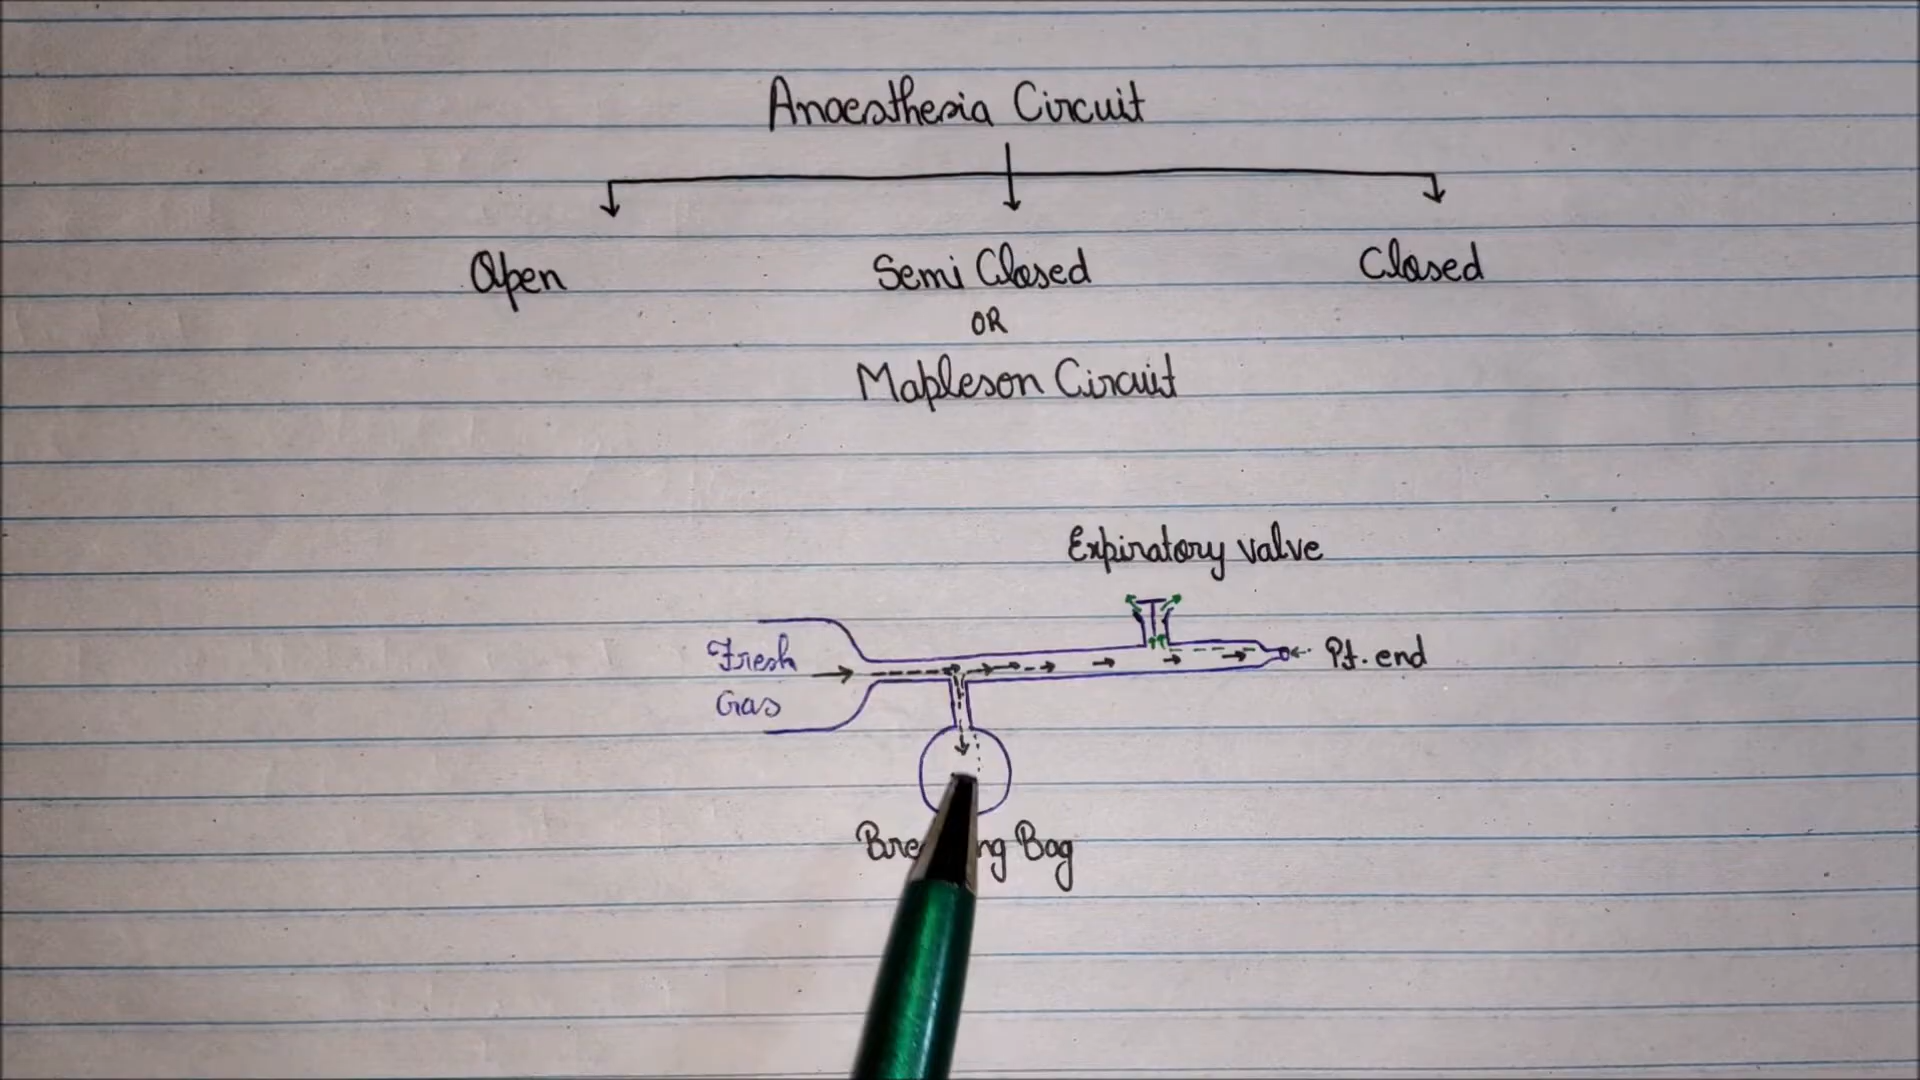 Anaesthesia Circuit
Open
Semi Closed
Closed
OR
Mapleson Circuit
Expiratory valve
Fresh
Gas
Pt. end
Bag